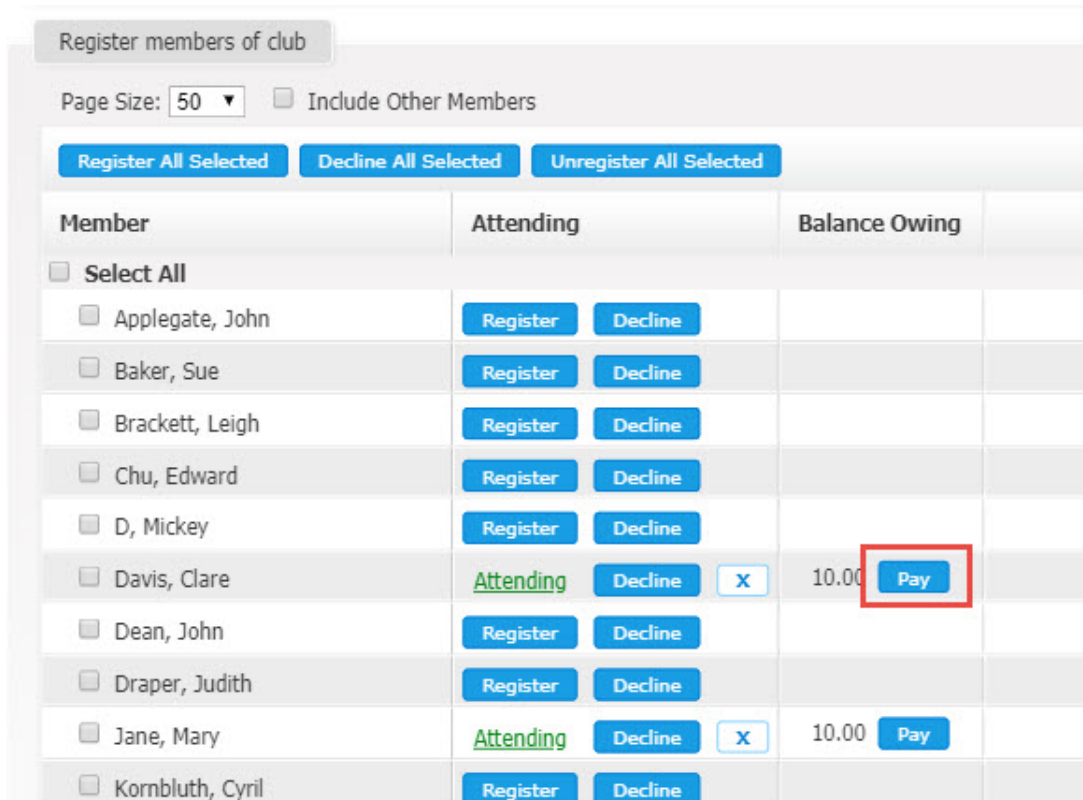 Register members of club
Page Size: 50 ▼ Include Other Members
Register All Selected Decline All Selected Unregister All Selected
Member Attending Balance Owing
Select All
Applegate, John Register Decline
Baker, Sue Register Decline
Brackett, Leigh Register Decline
Chu, Edward Register Decline
D, Mickey Register Decline
Davis, Clare Attending Decline X 10.00 Pay
Dean, John Register Decline
Draper, Judith Register Decline
Jane, Mary Attending Decline X 10.00 Pay
Kornbluth, Cyril Register Decline